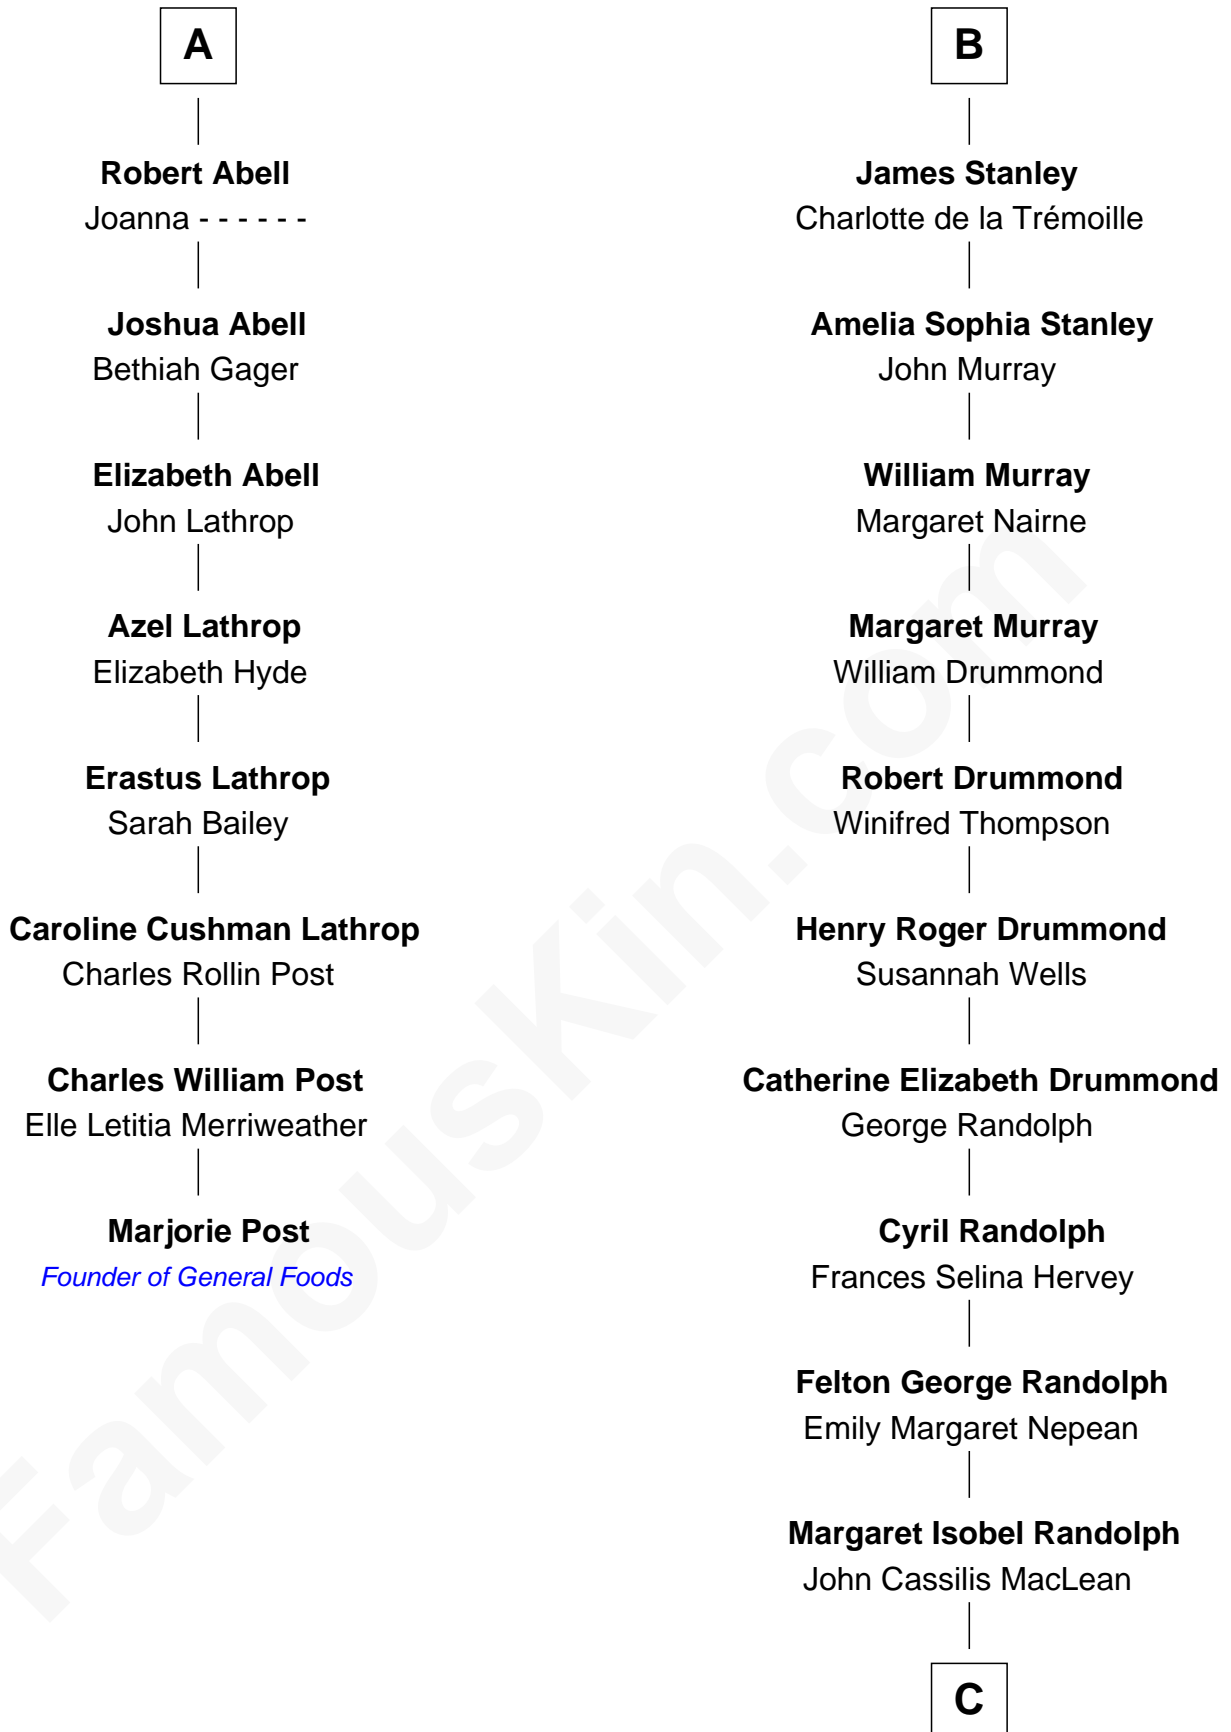 A
Robert Abell
Joanna - - - - - -
Joshua Abell
Bethiah Gager
Elizabeth Abell
John Lathrop
Azel Lathrop
Elizabeth Hyde
Erastus Lathrop
Sarah Bailey
Caroline Cushman Lathrop
Charles Rollin Post
Charles William Post
Elle Letitia Merriweather
Marjorie Post
Founder of General Foods
B
James Stanley
Charlotte de la Trémoille
Amelia Sophia Stanley
John Murray
William Murray
Margaret Nairne
Margaret Murray
William Drummond
Robert Drummond
Winifred Thompson
Henry Roger Drummond
Susannah Wells
Catherine Elizabeth Drummond
George Randolph
Cyril Randolph
Frances Selina Hervey
Felton George Randolph
Emily Margaret Nepean
Margaret Isobel Randolph
John Cassilis MacLean
C
FamousKin.com